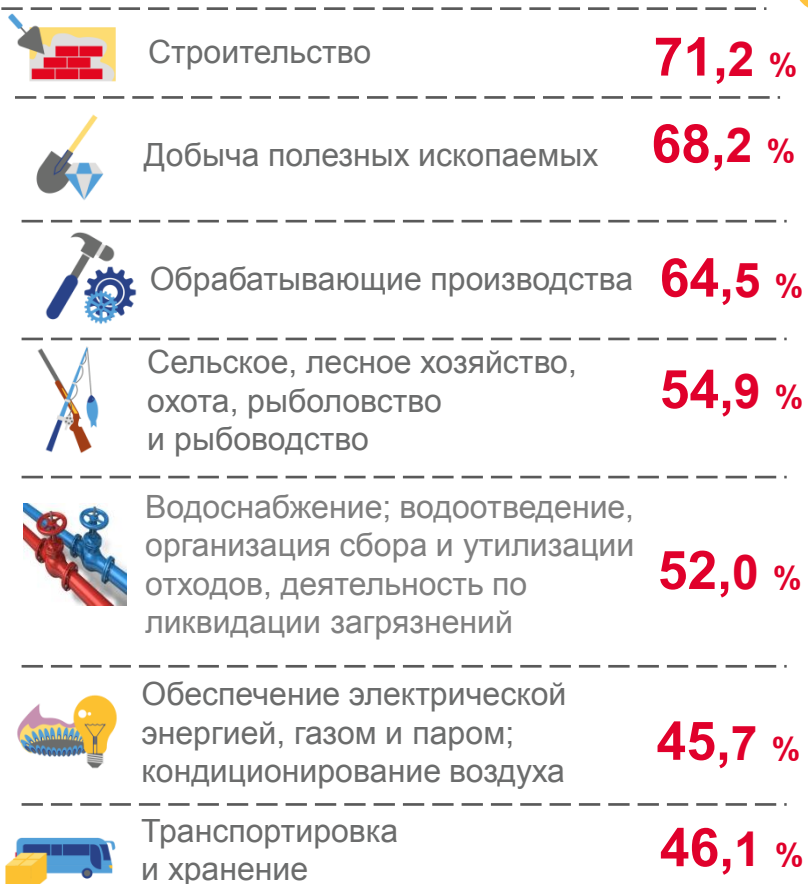 Строительство 71,2 %
Добыча полезных ископаемых 68,2 %
Обрабатывающие производства 64,5 %
Сельское, лесное хозяйство,
охота, рыболовство 54,9 %
и рыбоводство
Водоснабжение; водоотведение,
организация сбора и утилизации
отходов, деятельность по 52,0 %
ликвидации загрязнений
Обеспечение электрической
энергией, газом и паром; 45,7 %
кондиционирование воздуха
Транспортировка
и хранение 46,1 %